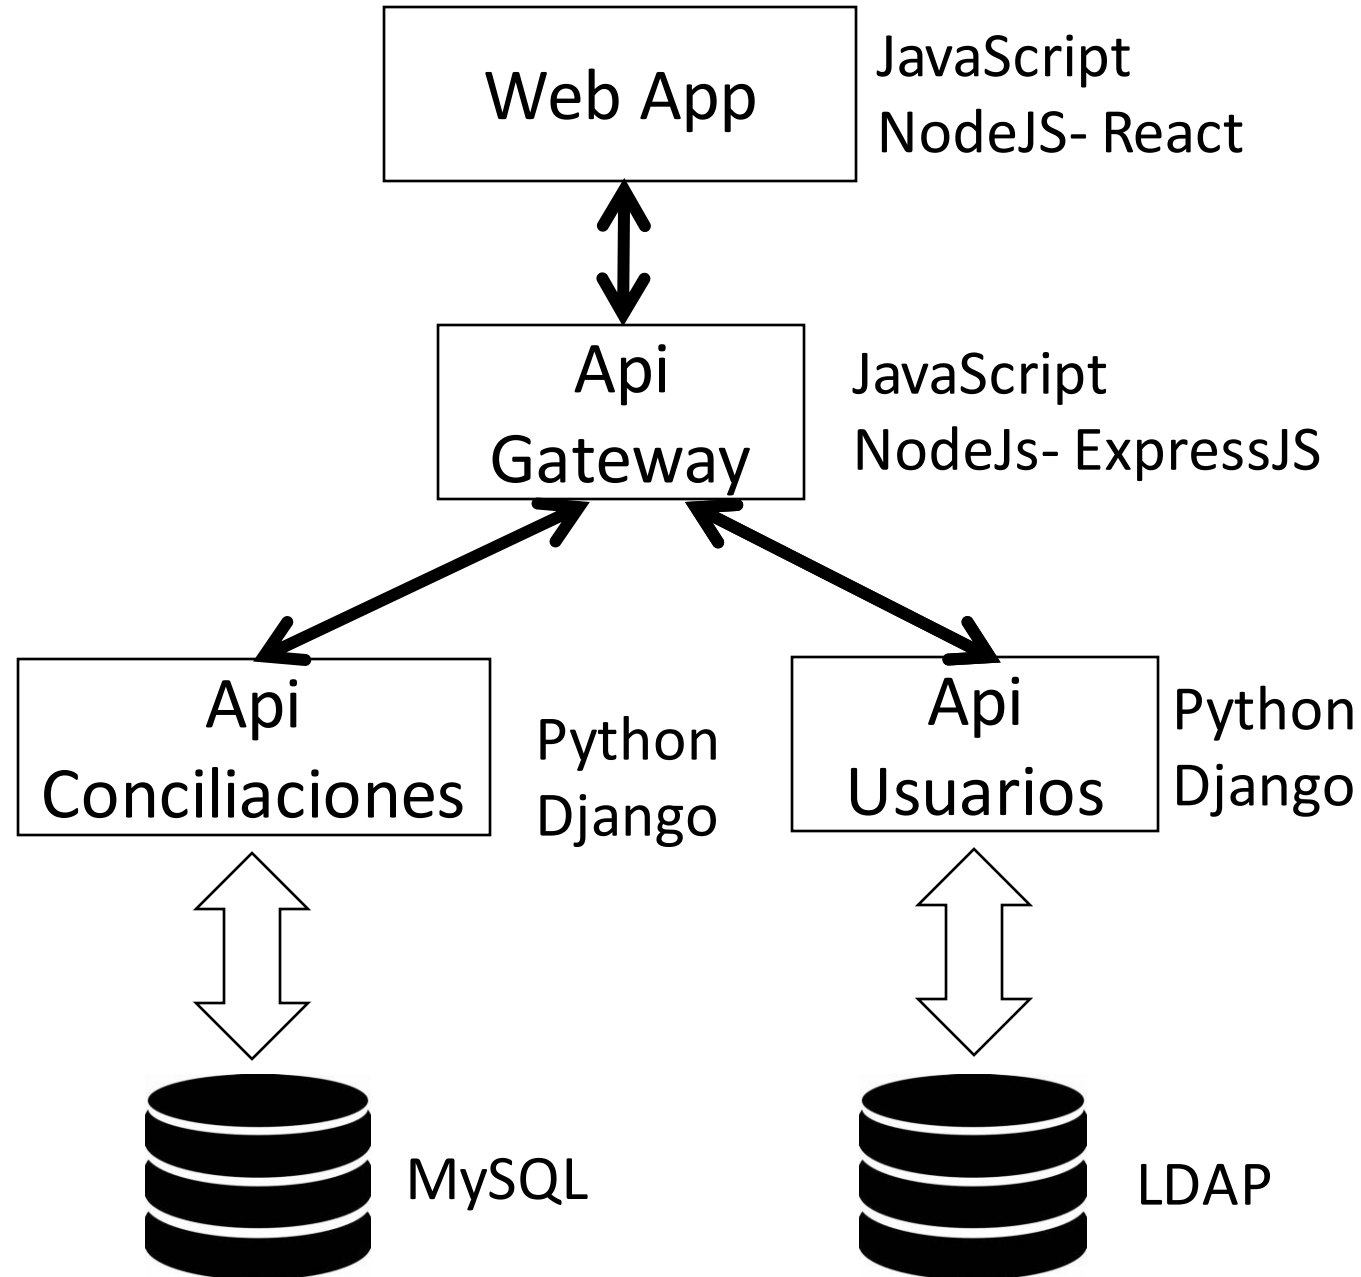 Web App
JavaScript
NodeJS- React
Api
Gateway
JavaScript
NodeJs- ExpressJS
Api
Conciliaciones
Python
Django
Api
Usuarios
Python
Django
MySQL
LDAP